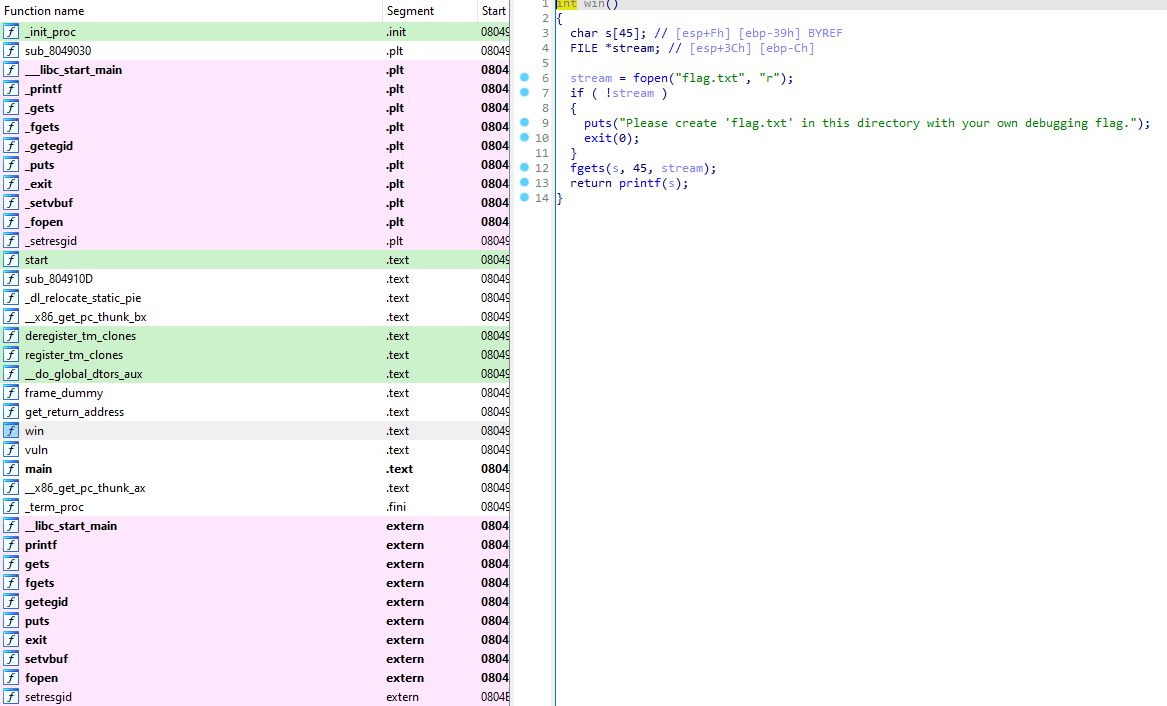 Function name Segment Start
f _init_proc .init 08049
f sub_8049030 .plt 08049
f __libc_start_main .plt 0804
f _printf .plt 0804
f _gets .plt 0804
f _fgets .plt 0804
f _getegid .plt 0804
f _puts .plt 0804
f _exit .plt 0804
f _setvbuf .plt 0804
f _fopen .plt 0804
f _setresgid .plt 08049
f start .text 08049
f sub_804910D .text 08049
f _dl_relocate_static_pie .text 08049
f __x86_get_pc_thunk_bx .text 08049
f deregister_tm_clones .text 08049
f register_tm_clones .text 08049
f __do_global_dtors_aux .text 08049
f frame_dummy .text 08049
f get_return_address .text 08049
f win .text 08049
f vuln .text 08049
f main .text 0804
f __x86_get_pc_thunk_ax .text 08049
f _term_proc .fini 08049
f __libc_start_main extern 0804
f printf extern 0804
f gets extern 0804
f fgets extern 0804
f getegid extern 0804
f puts extern 0804
f exit extern 0804
f setvbuf extern 0804
f fopen extern 0804
f setresgid extern 0804E
1 int win()
2 {
3 char s[45]; // [esp+Fh] [ebp-39h] BYREF
4 FILE *stream; // [esp+3Ch] [ebp-Ch]
5
6 stream = fopen("flag.txt", "r");
7 if ( !stream )
8 {
9 puts("Please create 'flag.txt' in this directory with your own debugging flag.");
10 exit(0);
11 }
12 fgets(s, 45, stream);
13 return printf(s);
14 }